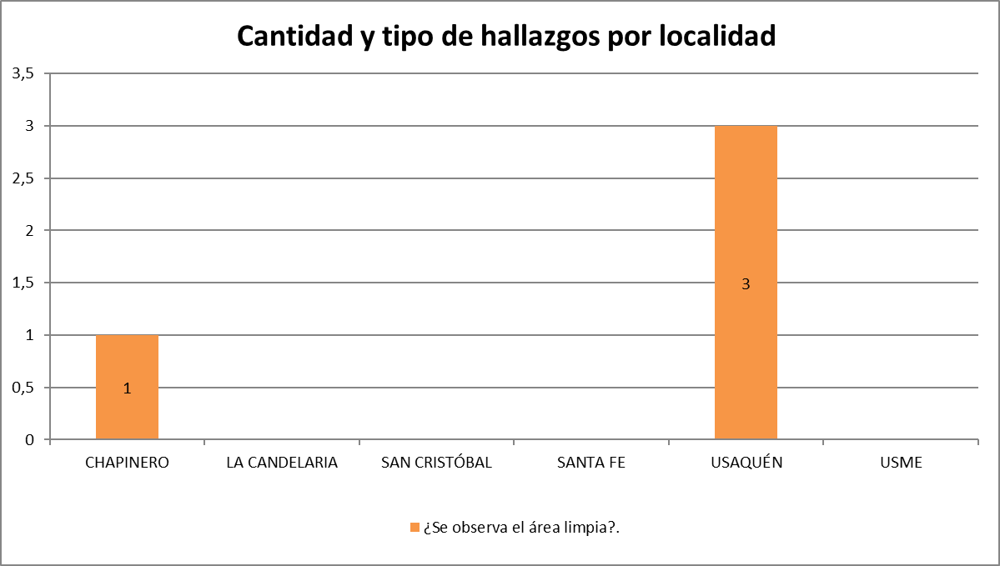 Cantidad y tipo de hallazgos por localidad
3,5
3
2,5
2
1,5
1
0,5
0
1
3
CHAPINERO
LA CANDELARIA
SAN CRISTÓBAL
SANTA FE
USAQUÉN
USME
¿Se observa el área limpia?.